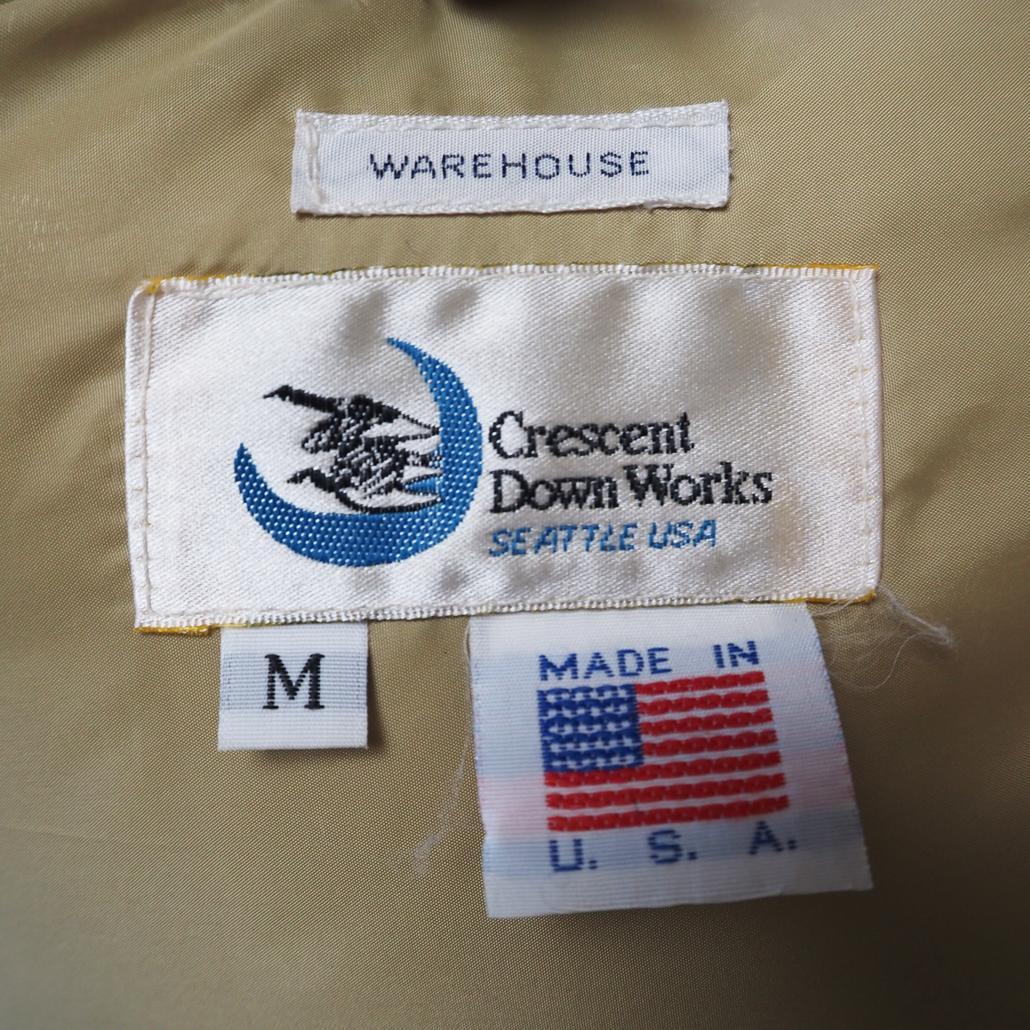 WAREHOUSE
Crescent
Down Works
SEATTLE USA
M
MADE IN
U. S. A.